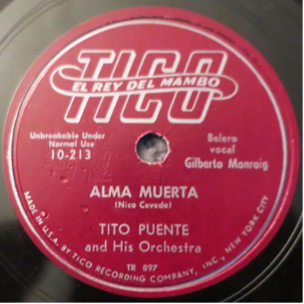 TICO
EL REY DEL MAMBO
Unbreakable Under
Normal Use
10-213
Bolero
vocal
Gilberto Monroig
ALMA MUERTA
(Nico Cevedo)
TITO PUENTE
and His Orchestra
TR 897
MADE IN U.S.A. BY TICO RECORDING COMPANY, INC., NEW YORK CITY